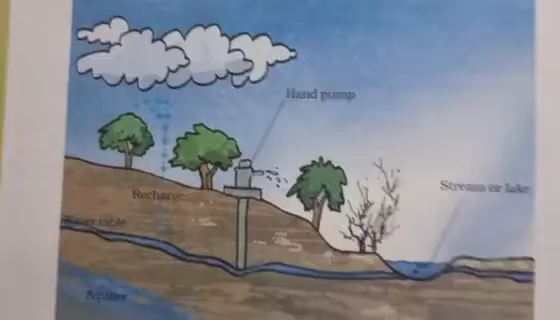 Hand pump
Stream or lake
Recharge
Water table
Aquifer